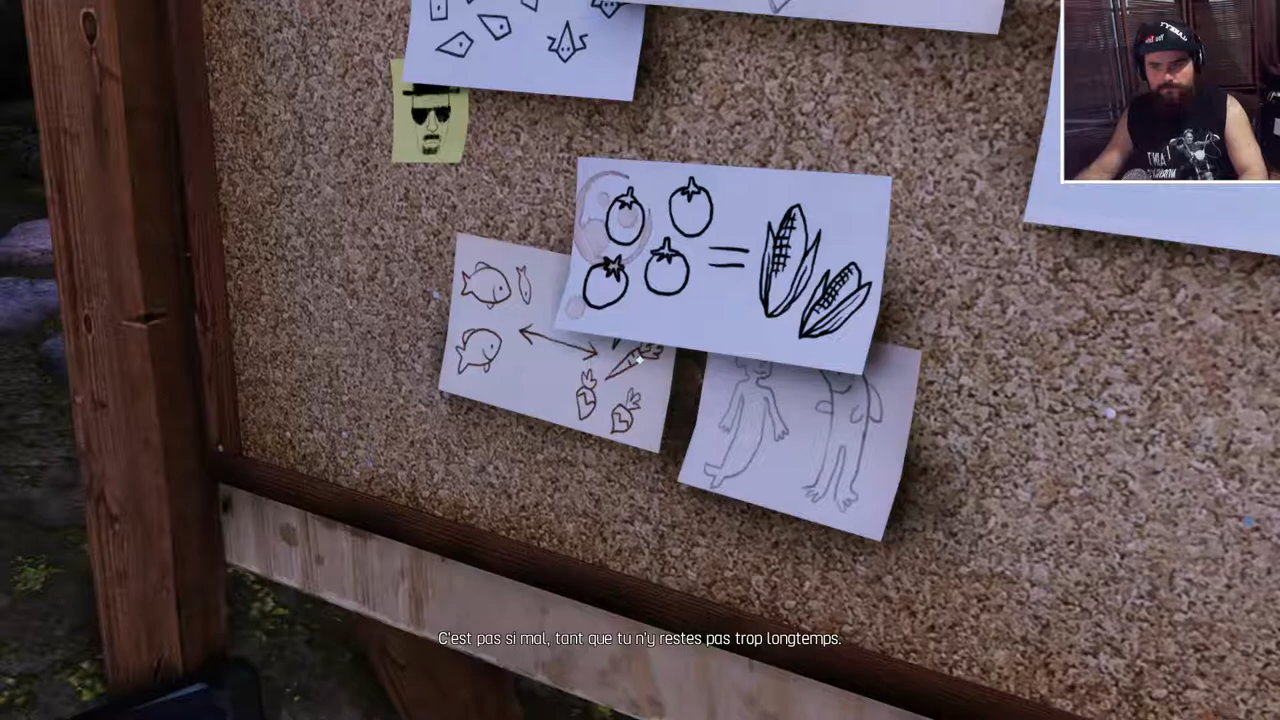 C'est pas si mal, tant que tu n'y restes pas trop longtemps.